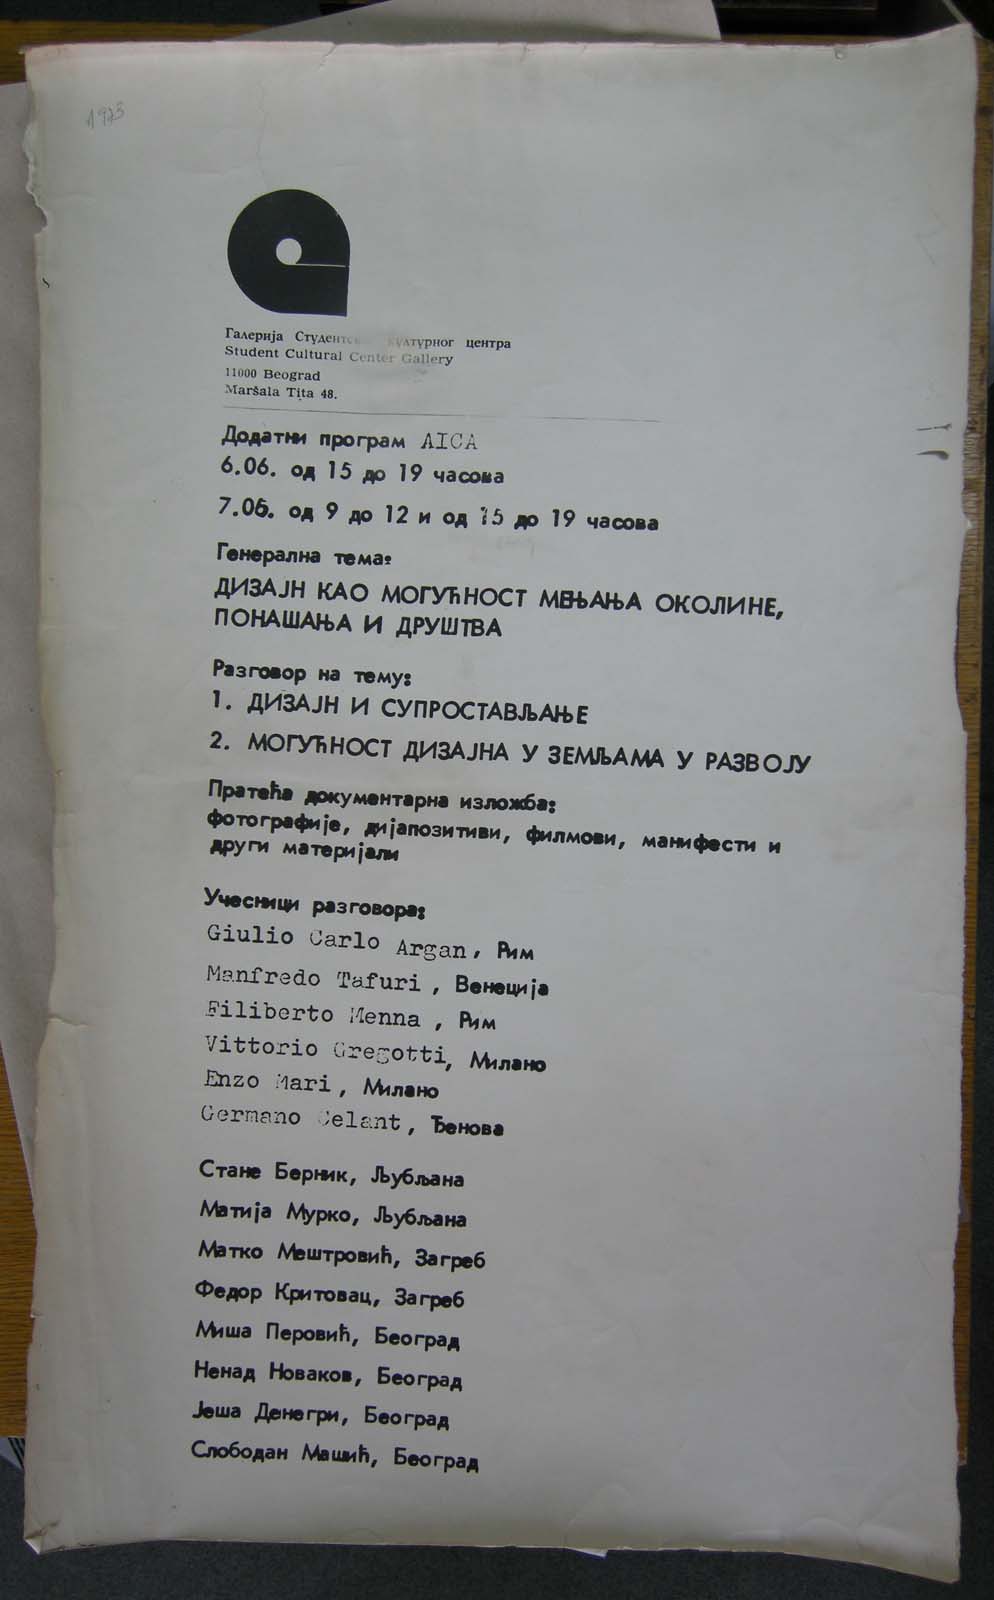 1973
Галерија Студентског културног центра
Student Cultural Center Gallery
11000 Beograd
Maršala Tita 48.
Додатни програм AICA
6.06. од 15 до 19 часова
7.06. од 9 до 12 и од 15 до 19 часова
Генерална тема:
ДИЗАЈН КАО МОГУЋНОСТ МЕЊАЊА ОКОЛИНЕ,
ПОНАШАЊА И ДРУШТВА
Разговор на тему:
1. ДИЗАЈН И СУПРОСТАВЉАЊЕ
2. МОГУЋНОСТ ДИЗАЈНА У ЗЕМЉАМА У РАЗВОЈУ
Пратећа документарна изложба:
фотографије, дијапозитиви, филмови, манифести и
други материјали
Учесници разговора:
Giulio Carlo Argan, Рим
Manfredo Tafuri, Венеција
Filiberto Menna, Рим
Vittorio Gregotti, Милано
Enzo Mari, Милано
Germano Celant, Ђенова
Стане Берник, Љубљана
Матија Мурко, Љубљана
Матко Мештровић, Загреб
Федор Критовац, Загреб
Миша Перовић, Београд
Ненад Новаков, Београд
Јеша Денегри, Београд
Слободан Машић, Београд